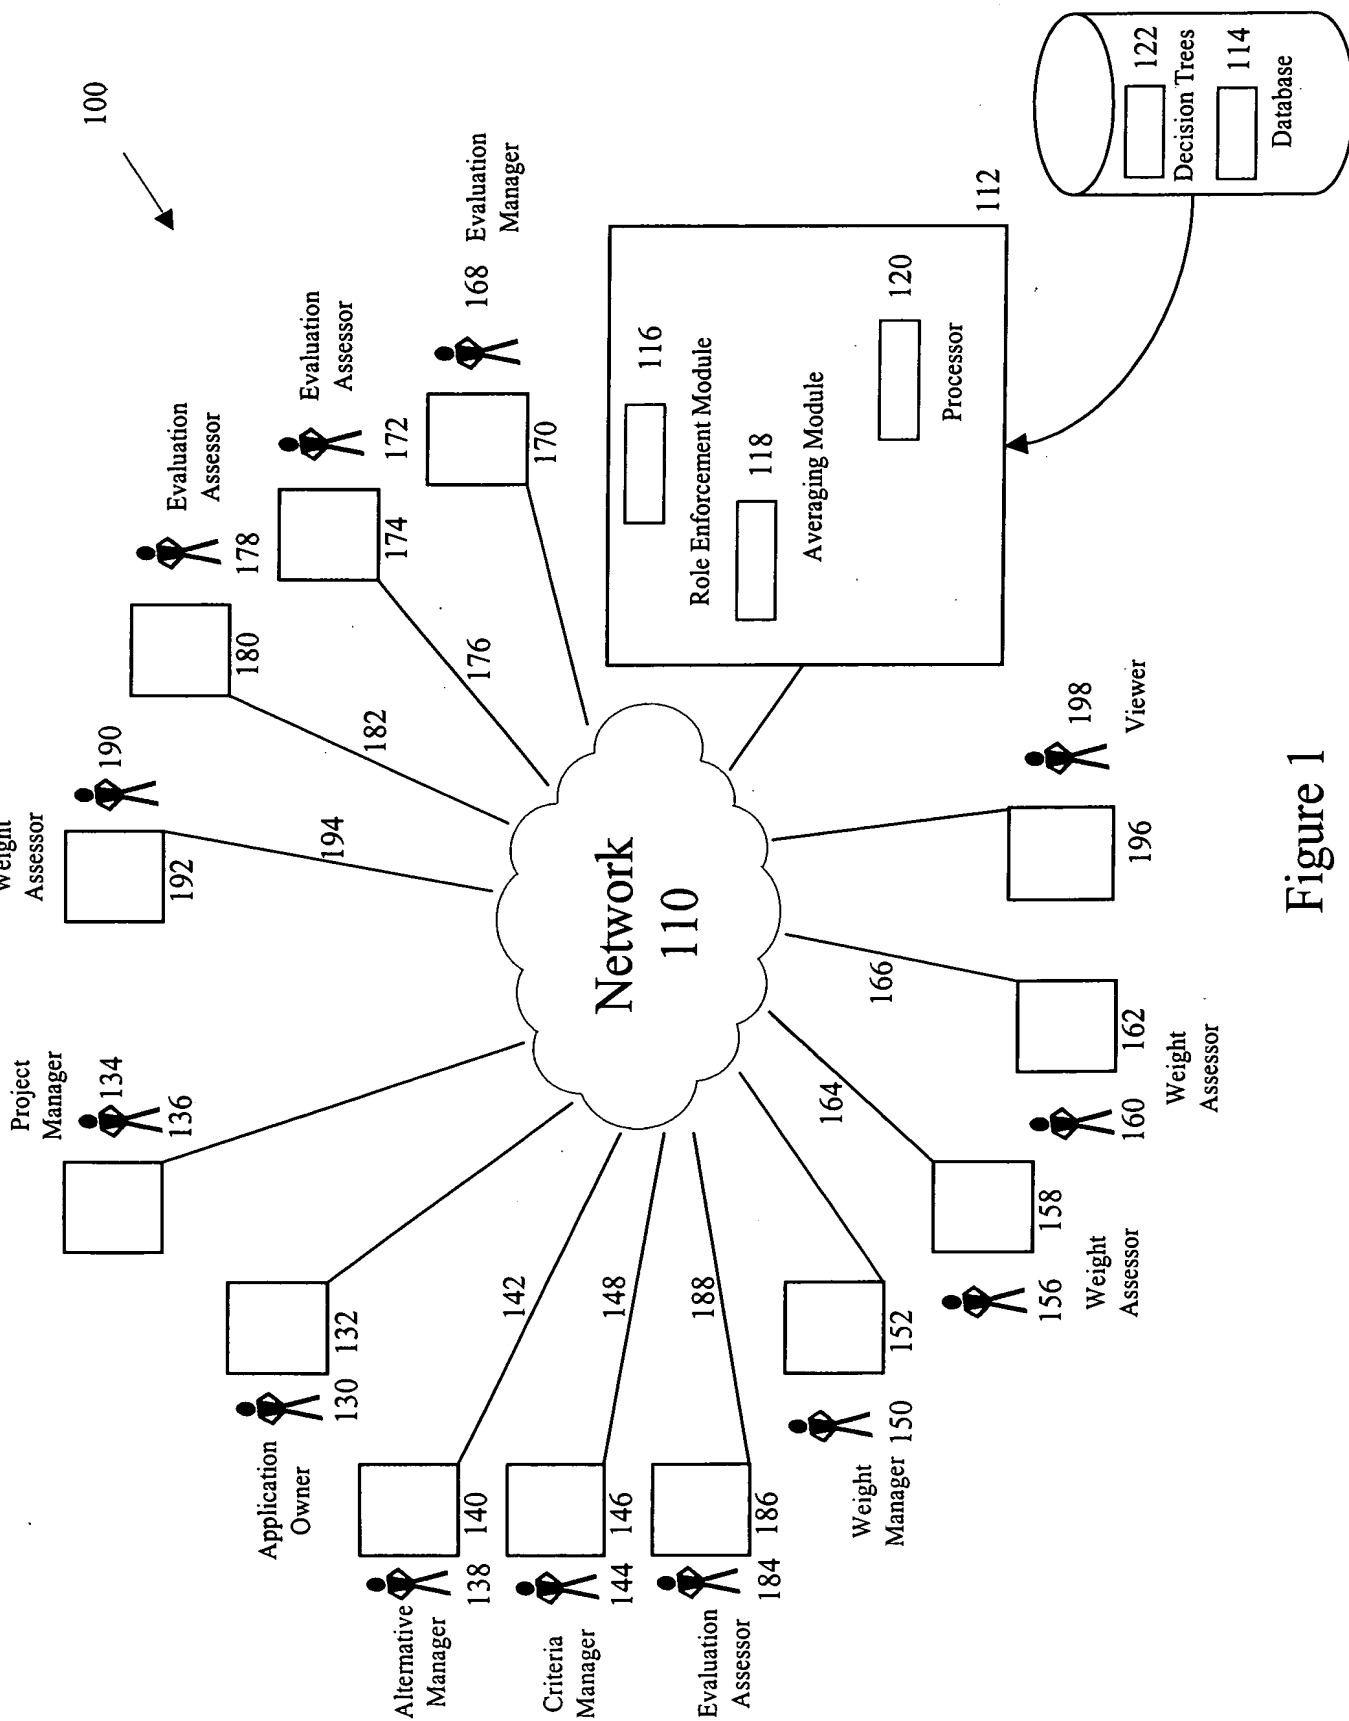 100
Project
Manager
134
136
Weight
Assessor
190
192
194
Evaluation
Assessor
178
180
182
Evaluation
Assessor
172
174
176
Evaluation
Manager
168
170
Application
Owner
130
132
Alternative
Manager
138
140
142
Criteria
Manager
144
146
148
Evaluation
Assessor
184
186
188
Network
110
116
Role Enforcement Module
118
Averaging Module
120
Processor
112
122
Decision Trees
114
Database
Weight
Manager
150
152
156
Weight
Assessor
158
164
160
Weight
Assessor
162
166
196
198
Viewer
Figure 1